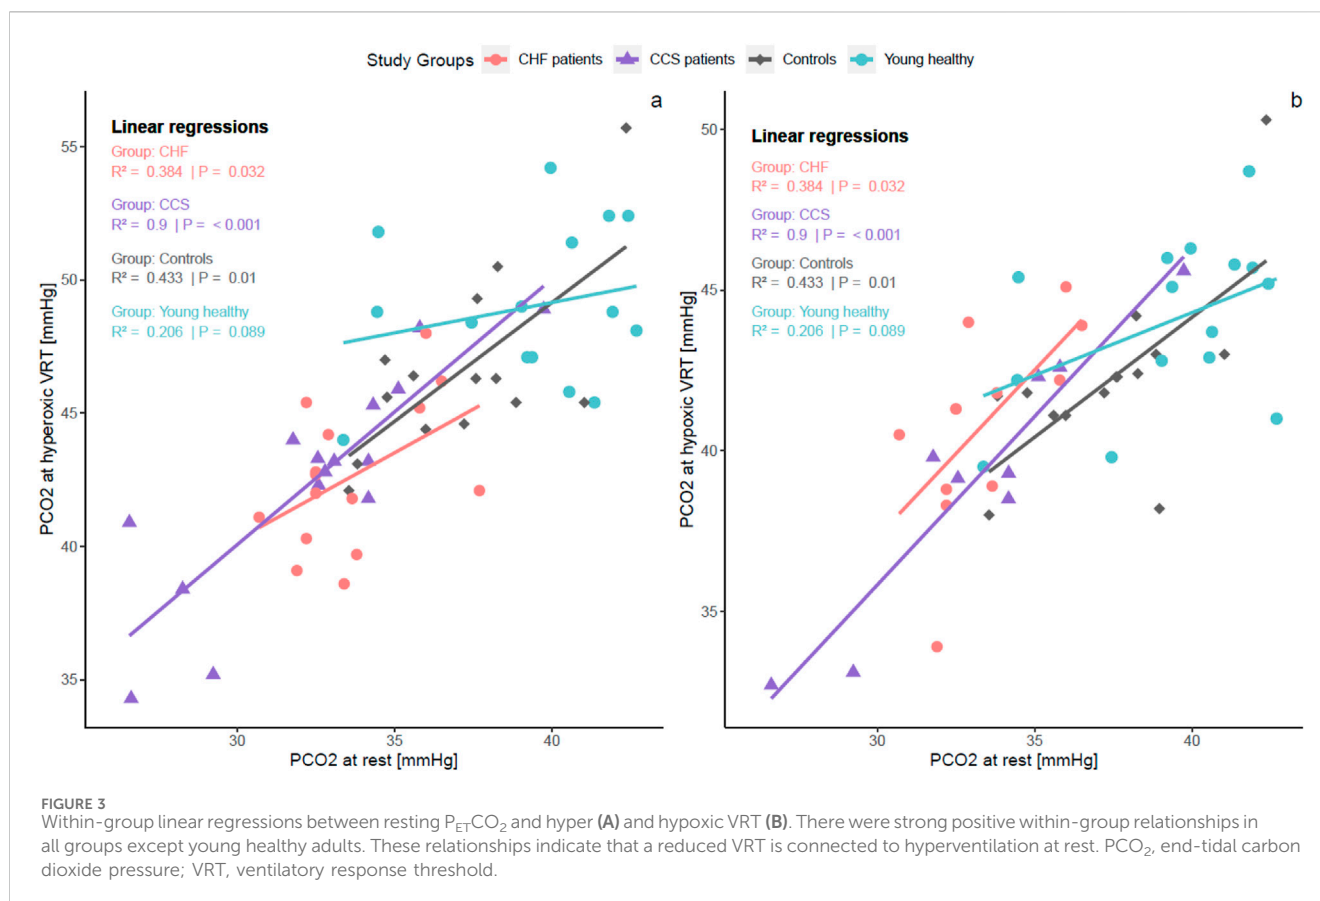 Study Groups CHF patients CCS patients Controls Young healthy
a
Linear regressions
Group: CHF
R² = 0.384 | P = 0.032
Group: CCS
R² = 0.9 | P = < 0.001
Group: Controls
R² = 0.433 | P = 0.01
Group: Young healthy
R² = 0.206 | P = 0.089
PCO2 at hyperoxic VRT [mmHg]
55
50
45
40
35
30 35 40
PCO2 at rest [mmHg]
b
Linear regressions
Group: CHF
R² = 0.384 | P = 0.032
Group: CCS
R² = 0.9 | P = < 0.001
Group: Controls
R² = 0.433 | P = 0.01
Group: Young healthy
R² = 0.206 | P = 0.089
PCO2 at hypoxic VRT [mmHg]
50
45
40
35
30 35 40
PCO2 at rest [mmHg]
FIGURE 3
Within-group linear regressions between resting PETCO2 and hyper (A) and hypoxic VRT (B). There were strong positive within-group relationships in
all groups except young healthy adults. These relationships indicate that a reduced VRT is connected to hyperventilation at rest. PCO2, end-tidal carbon
dioxide pressure; VRT, ventilatory response threshold.